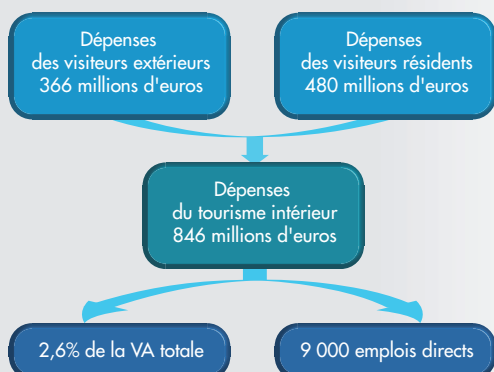 Dépenses
des visiteurs extérieurs
366 millions d'euros
Dépenses
des visiteurs résidents
480 millions d'euros
Dépenses
du tourisme intérieur
846 millions d'euros
2,6% de la VA totale
9 000 emplois directs